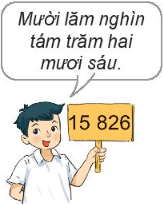 Mười lăm nghìn
tám trăm hai
mươi sáu.
15 826